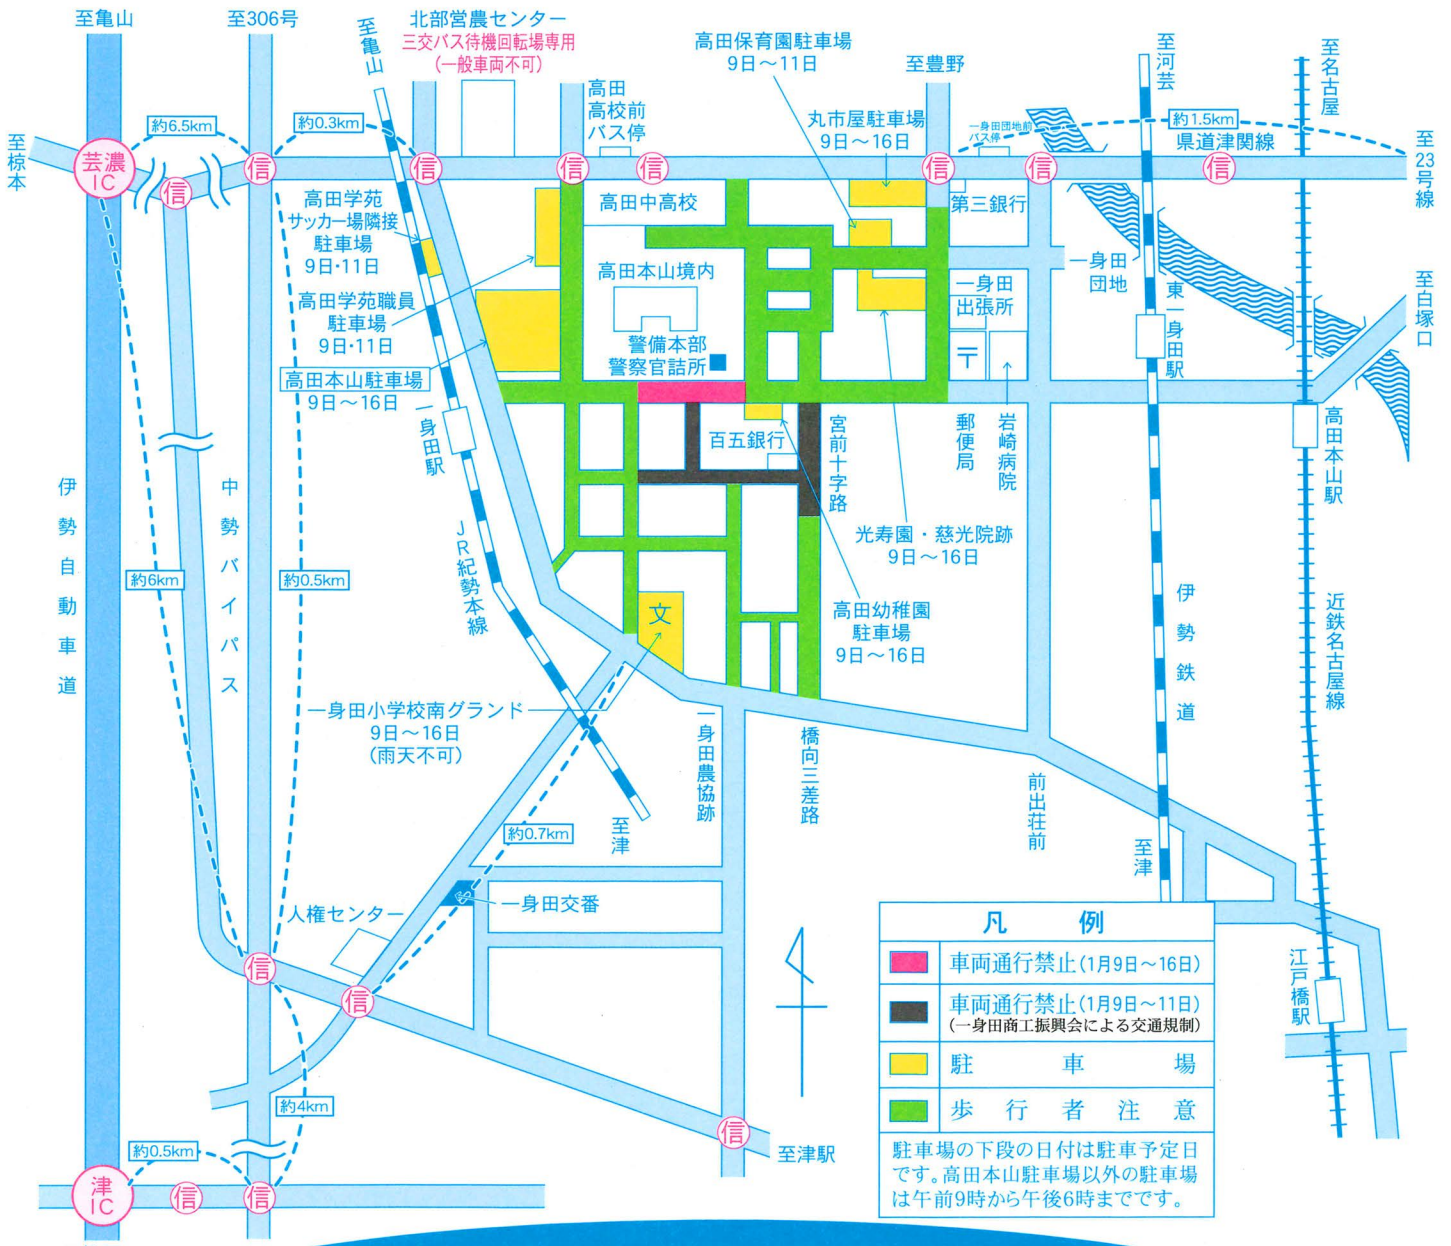 至亀山
至306号
至亀山
北部営農センター
三交バス待機回転場専用
(一般車両不可)
高田
高校前
バス停
高田保育園駐車場
9日～11日
至豊野
丸市屋駐車場
9日～16日
一身田団地前
バス停
至河芸
約1.5km
県道津関線
至名古屋
至23号線
至椋本
芸濃
IC
約6.5km
約0.3km
信
信
信
信
信
信
信
信
高田学苑
サッカー場隣接
駐車場
9日・11日
高田中高校
第三銀行
高田本山境内
一身田
団地
一身田
出張所
高田学苑職員
駐車場
9日・11日
警備本部
警察官詰所
〒
東一身田駅
至白塚口
高田本山駐車場
9日～16日
一身田駅
百五銀行
宮前十字路
郵便局
岩崎病院
高田本山駅
伊勢自動車道
中勢バイパス
約6km
約0.5km
JR紀勢本線
光寿園・慈光院跡
9日～16日
文
高田幼稚園
駐車場
9日～16日
伊勢鉄道
近鉄名古屋線
一身田小学校南グランド
9日～16日
(雨天不可)
一身田農協跡
橋向三差路
前出荘前
至津
至津
約0.7km
一身田交番
人権センター
信
信
江戸橋駅
凡例
車両通行禁止(1月9日～16日)
車両通行禁止(1月9日～11日)
(一身田商工振興会による交通規制)
駐車場
歩行者注意
駐車場の下段の日付は駐車予定日
です。高田本山駐車場以外の駐車場
は午前9時から午後6時までです。
約4km
約0.5km
信
至津駅
津
IC
信
信